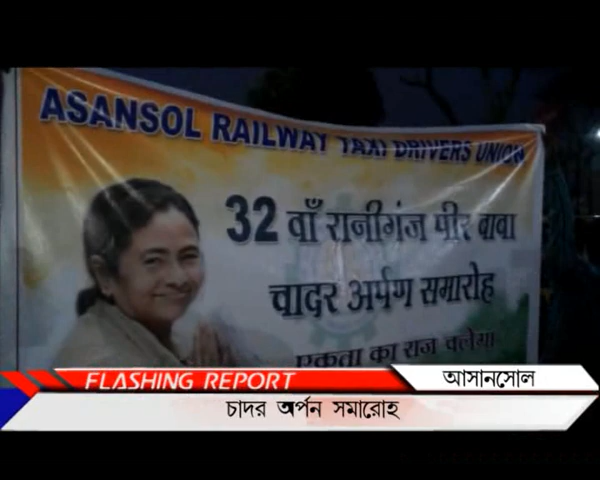 ASANSOL RAILWAY TAXI DRIVERS UNION
32 वाँ रानीगंज पीर बाबा
चादर अर्पण समारोह
एकता का राज चलेगा
FLASHING REPORT
আসানসোল
চাদর অর্পন সমারোহ